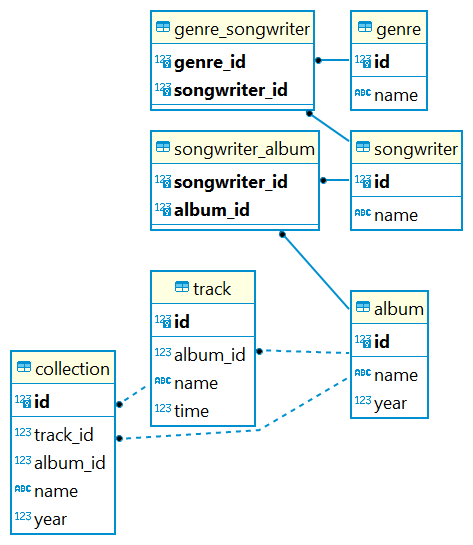 genre_songwriter
123 genre_id
123 songwriter_id
genre
123 id
ABC name
songwriter_album
123 songwriter_id
123 album_id
songwriter
123 id
ABC name
track
123 id
123 album_id
ABC name
123 time
album
123 id
ABC name
123 year
collection
123 id
123 track_id
123 album_id
ABC name
123 year